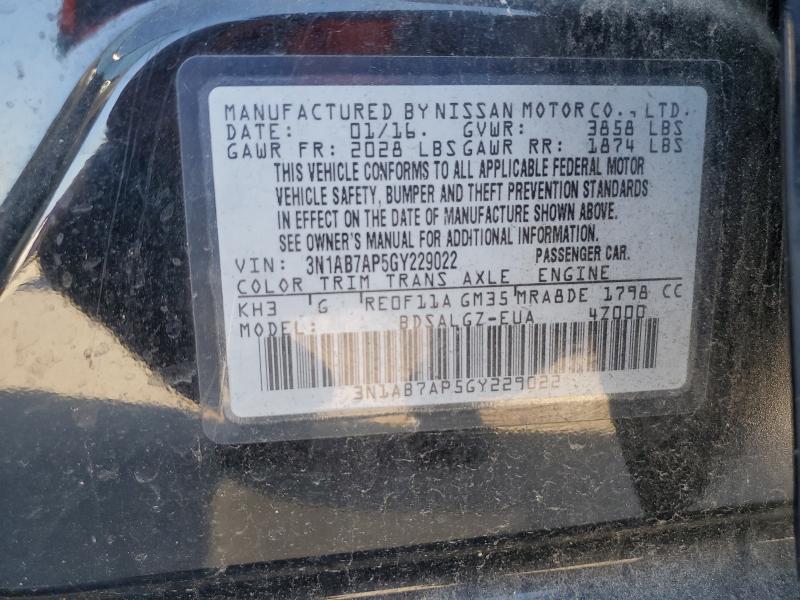 MANUFACTURED BY NISSAN MOTOR CO., LTD.
DATE: 01/16. GVWR: 3858 LBS
GAWR FR: 2028 LBS GAWR RR: 1874 LBS
THIS VEHICLE CONFORMS TO ALL APPLICABLE FEDERAL MOTOR
VEHICLE SAFETY, BUMPER AND THEFT PREVENTION STANDARDS
IN EFFECT ON THE DATE OF MANUFACTURE SHOWN ABOVE.
SEE OWNER'S MANUAL FOR ADDITIONAL INFORMATION.
VIN: 3N1AB7AP5GY229022 PASSENGER CAR.
COLOR TRIM TRANS AXLE ENGINE
KH3 G RE0F11A GM35 MRA8DE 1798 CC
MODEL: BDSALGZ-EUA 4Z000
3N1AB7AP5GY229022